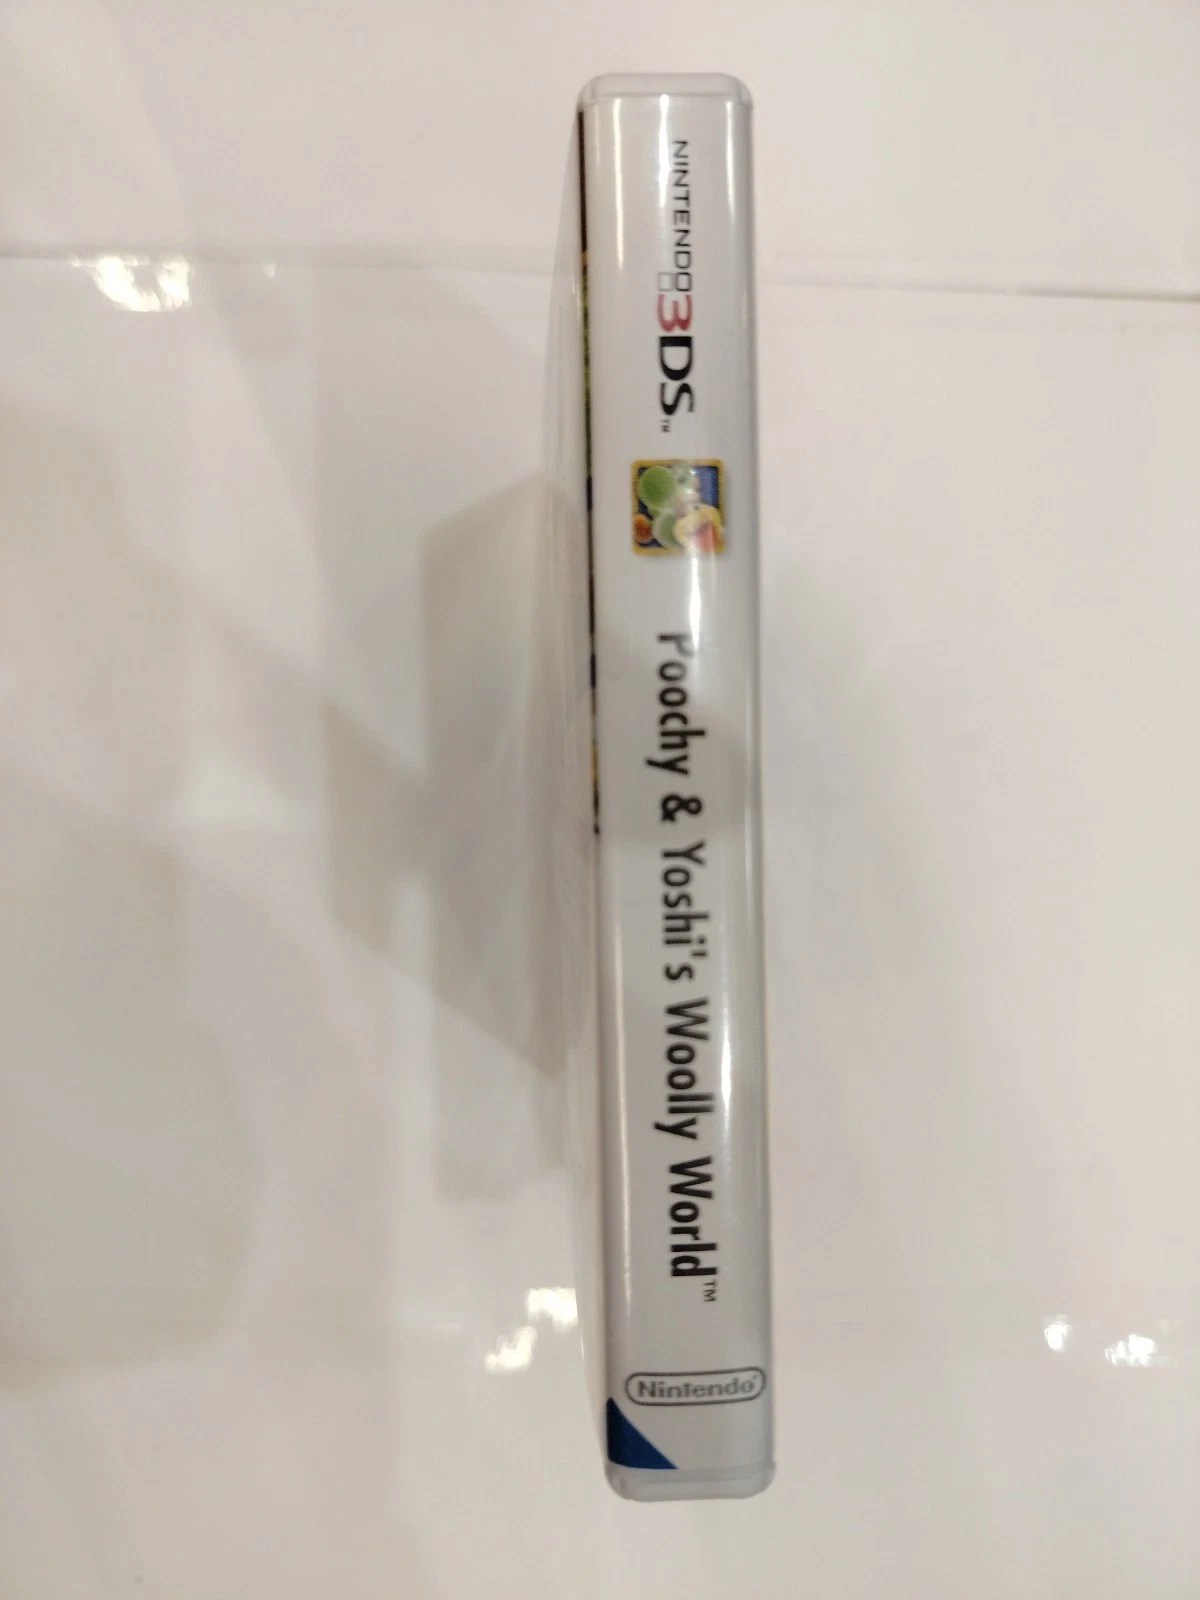 NINTENDO 3DS™
Poochy & Yoshi's Woolly World™
Nintendo®